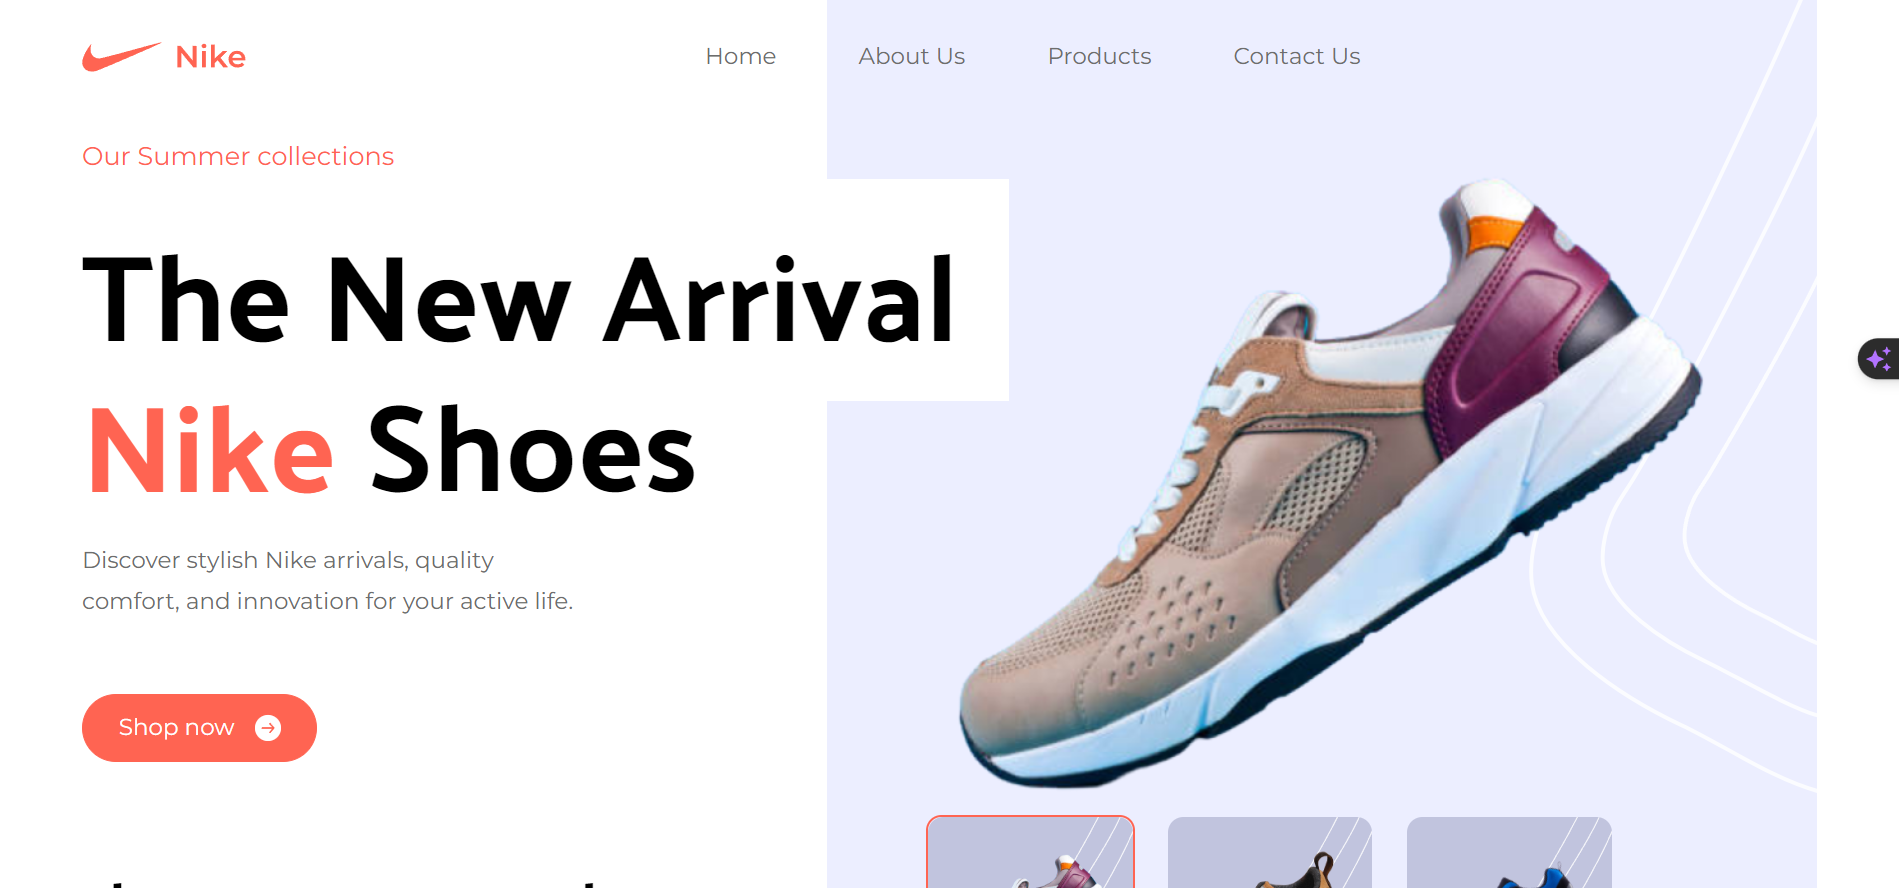 Nike
Home
About Us
Products
Contact Us
Our Summer collections
The New Arrival
Nike Shoes
Discover stylish Nike arrivals, quality
comfort, and innovation for your active life.
Shop now